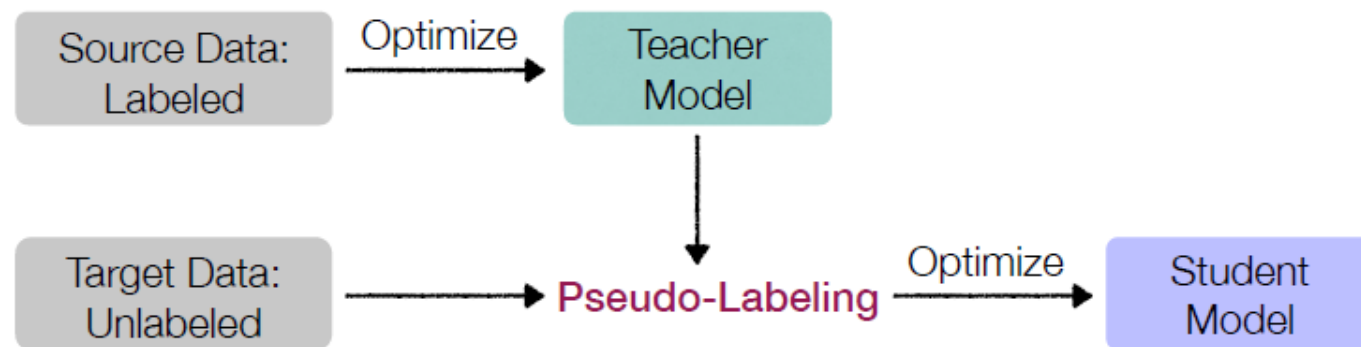 Source Data:
Labeled
Optimize
Teacher
Model
Target Data:
Unlabeled
Pseudo-Labeling
Optimize
Student
Model